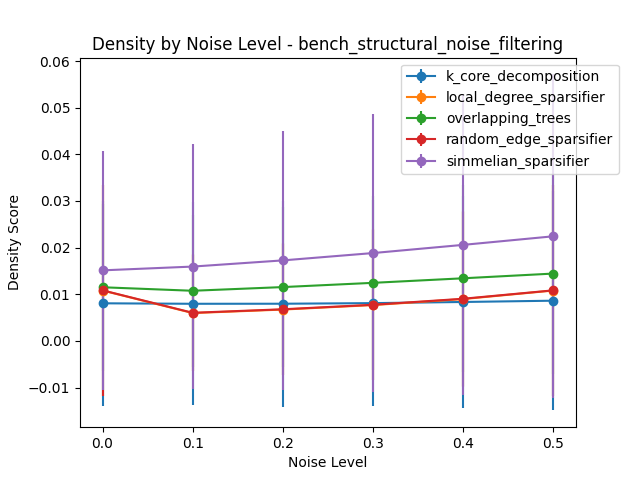 Density by Noise Level - bench_structural_noise_filtering
k_core_decomposition
local_degree_sparsifier
overlapping_trees
random_edge_sparsifier
simmelian_sparsifier
Density Score
0.06
0.05
0.04
0.03
0.02
0.01
0.00
−0.01
0.0 0.1 0.2 0.3 0.4 0.5
Noise Level